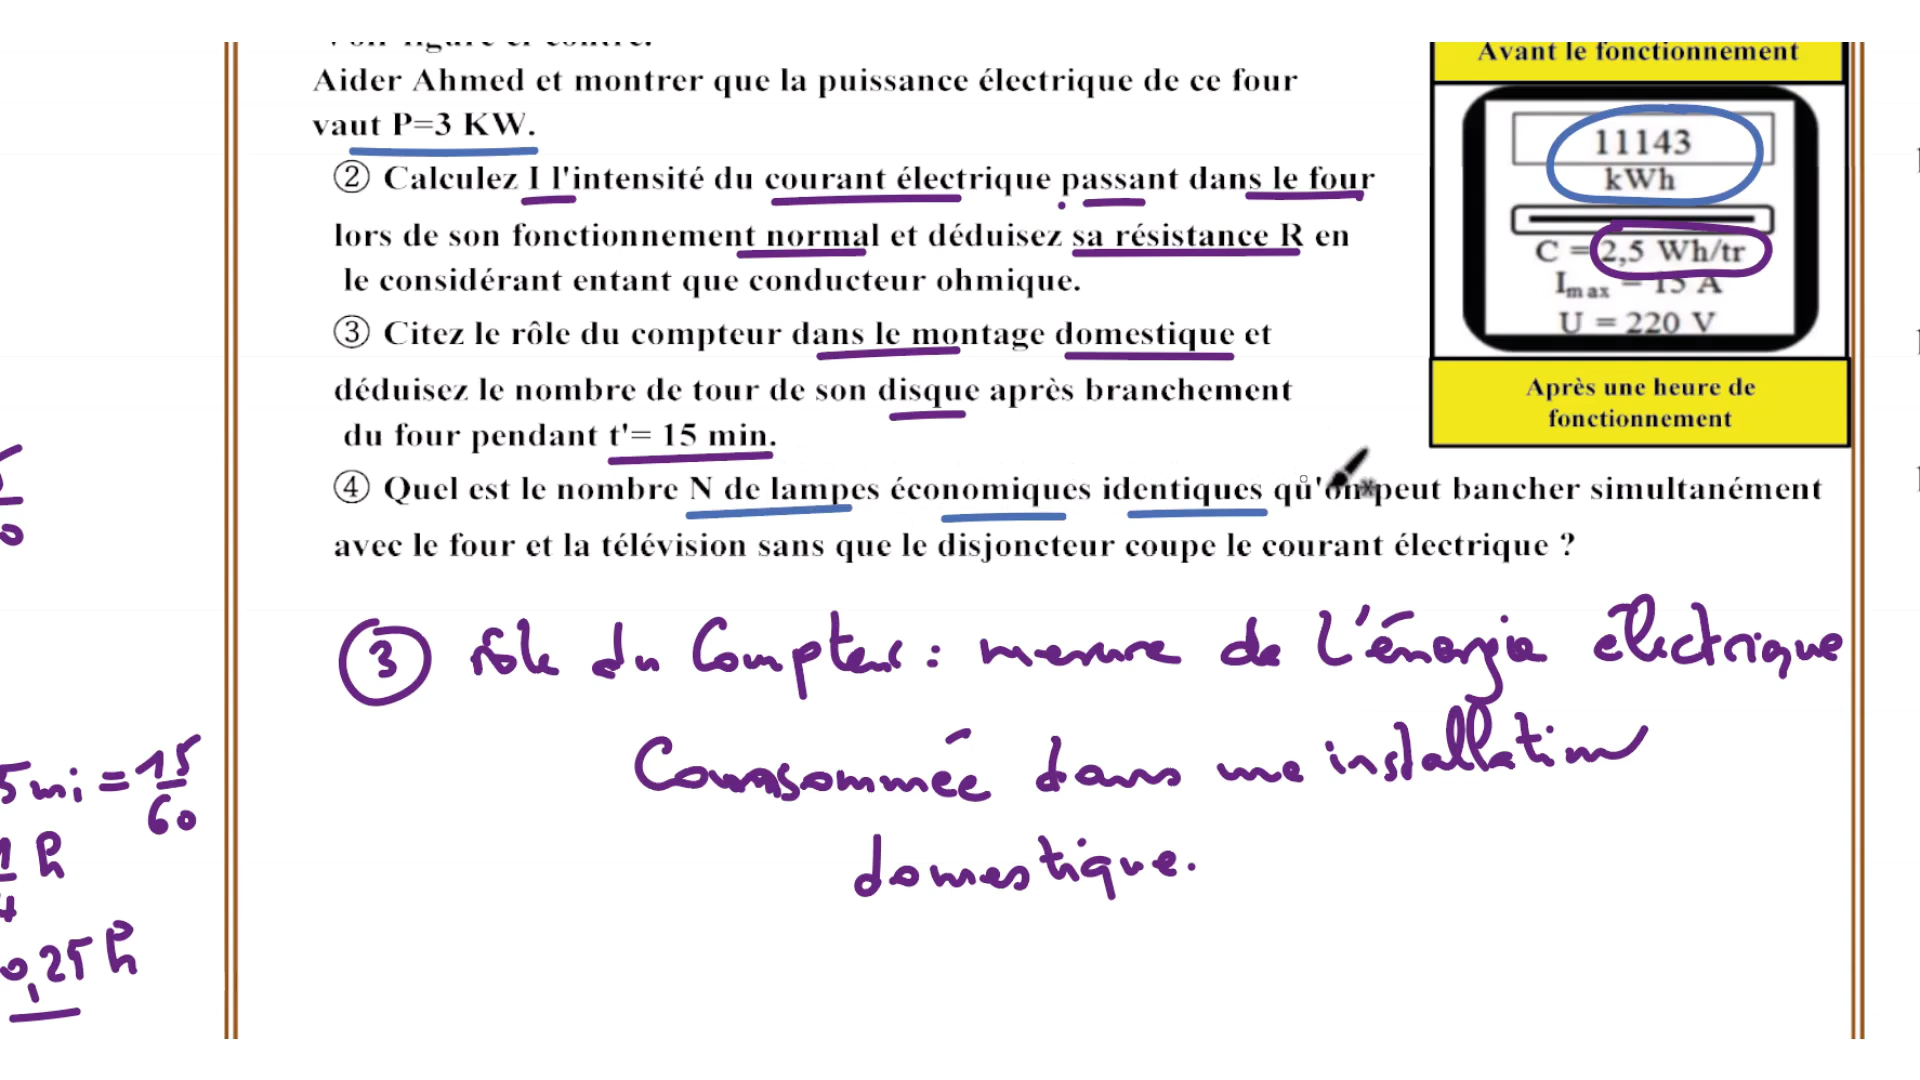 Aider Ahmed et montrer que la puissance électrique de ce four
vaut P=3 KW.
② Calculez I l'intensité du courant électrique passant dans le four
lors de son fonctionnement normal et déduisez sa résistance R en
le considérant entant que conducteur ohmique.
③ Citez le rôle du compteur dans le montage domestique et
déduisez le nombre de tour de son disque après branchement
du four pendant t'= 15 min.
④ Quel est le nombre N de lampes économiques identiques qu'on peut bancher simultanément
avec le four et la télévision sans que le disjoncteur coupe le courant électrique ?
Avant le fonctionnement
11143
kWh
C = 2,5 Wh/tr
Imax = 15 A
U = 220 V
Après une heure de
fonctionnement
③ rôle du Compteur : mesure de l'énergie électrique
Consommée dans une installation
domestique.
5 mi = 15/60
h
0,25 h